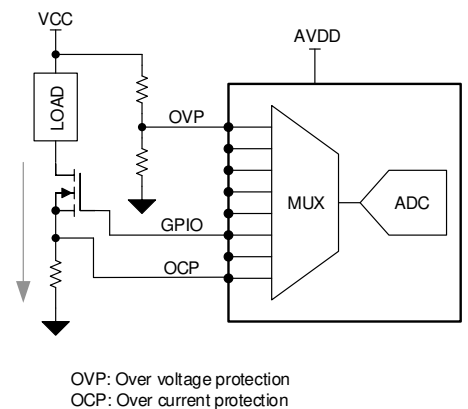 VCC
AVDD
LOAD
OVP
MUX
ADC
GPIO
OCP
OVP: Over voltage protection
OCP: Over current protection